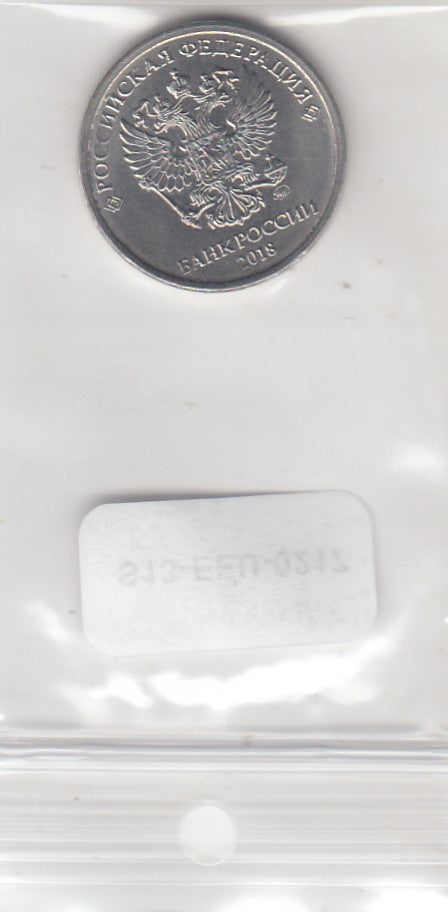 РОССИЙСКАЯ ФЕДЕРАЦИЯ
БАНК РОССИИ
2018
S13-EEU-0217